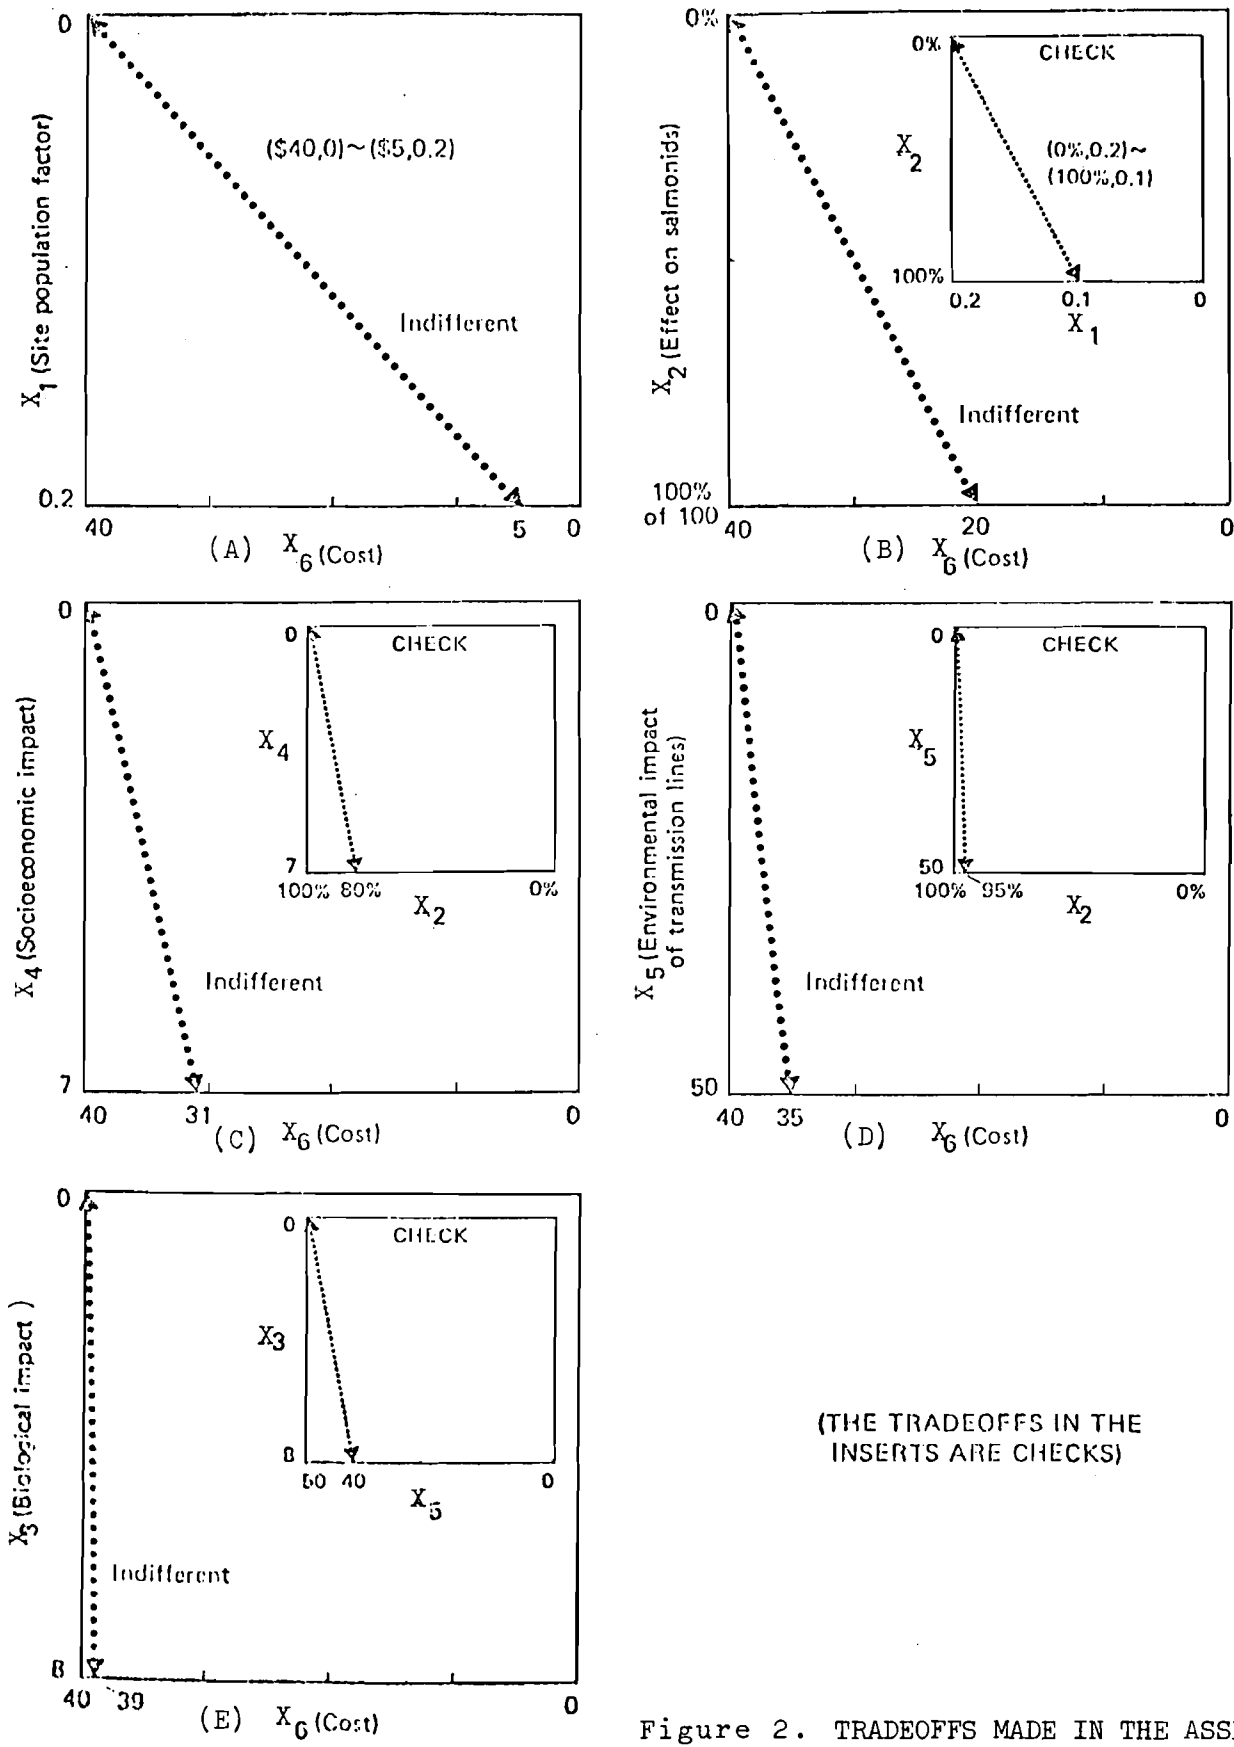 0
X1 (Site population factor)
($40,0)~($5,0.2)
Indifferent
0.2
40 5 0
(A) X6 (Cost)
0%
X2 (Effect on salmonids)
CHECK
0%
X2
(0%,0.2)~
(100%,0.1)
100%
0.2 0.1 0
X1
Indifferent
100%
of 100
40 20 0
(B) X6 (Cost)
0
X4 (Socioeconomic impact)
CHECK
0
X4
7
100% 80% 0%
X2
Indifferent
7
40 31 0
(C) X6 (Cost)
0
X5 (Environmental impact
of transmission lines)
CHECK
0
X5
50
100% 95% 0%
X2
Indifferent
50
40 35 0
(D) X6 (Cost)
0
X3 (Biological impact)
CHECK
0
X3
8
50 40 0
X5
Indifferent
8
40 39 0
(E) X6 (Cost)
(THE TRADEOFFS IN THE
INSERTS ARE CHECKS)
Figure 2. TRADEOFFS MADE IN THE